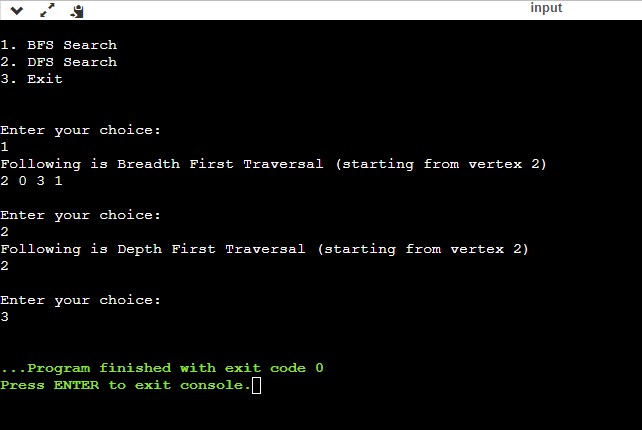 input
1. BFS Search
2. DFS Search
3. Exit
Enter your choice:
1
Following is Breadth First Traversal (starting from vertex 2)
2 0 3 1
Enter your choice:
2
Following is Depth First Traversal (starting from vertex 2)
2
Enter your choice:
3
...Program finished with exit code 0
Press ENTER to exit console.